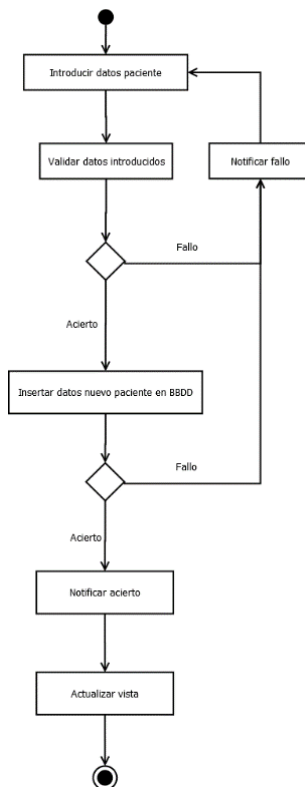 Introducir datos paciente
Validar datos introducidos
Notificar fallo
Fallo
Acierto
Insertar datos nuevo paciente en BBDD
Fallo
Acierto
Notificar acierto
Actualizar vista